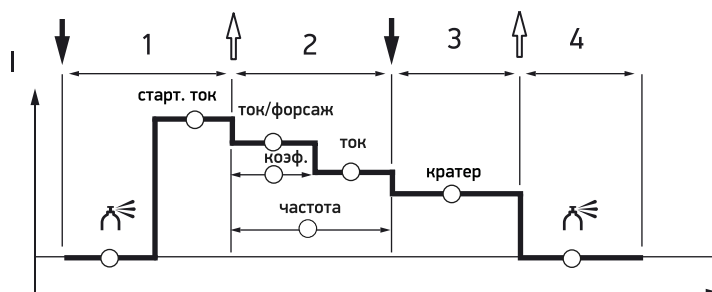 1 2 3 4
I
старт. ток
ток/форсаж
ток
коэф.
кратер
частота